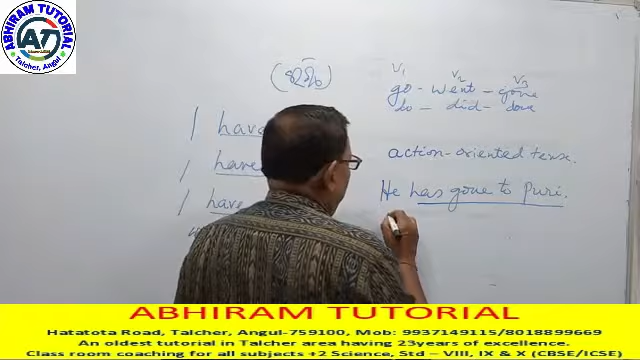 ABHIRAM TUTORIAL
AT
Talcher, Angul
V1 V2 V3
go - went - gone
do - did - done
I have
I have
I have
action-oriented tense.
He has gone to Puri.
ABHIRAM TUTORIAL
Hatatota Road, Talcher, Angul-759100, Mob: 9937149115/8018899669
An oldest tutorial in Talcher area having 23years of excellence.
Class room coaching for all subjects +2 Science, Std – VIII, IX & X (CBSE/ICSE)